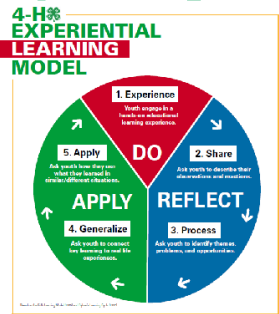 4-H
EXPERIENTIAL
LEARNING
MODEL
1. Experience
Youth engage in a
hands-on educational
learning experience.
DO
5. Apply
Ask youth how they use
what they learned in
similar/different situations.
2. Share
Ask youth to describe their
observations and reactions.
APPLY
REFLECT
4. Generalize
Ask youth to connect
key learning to real life
experiences.
3. Process
Ask youth to identify themes,
problems, and opportunities.